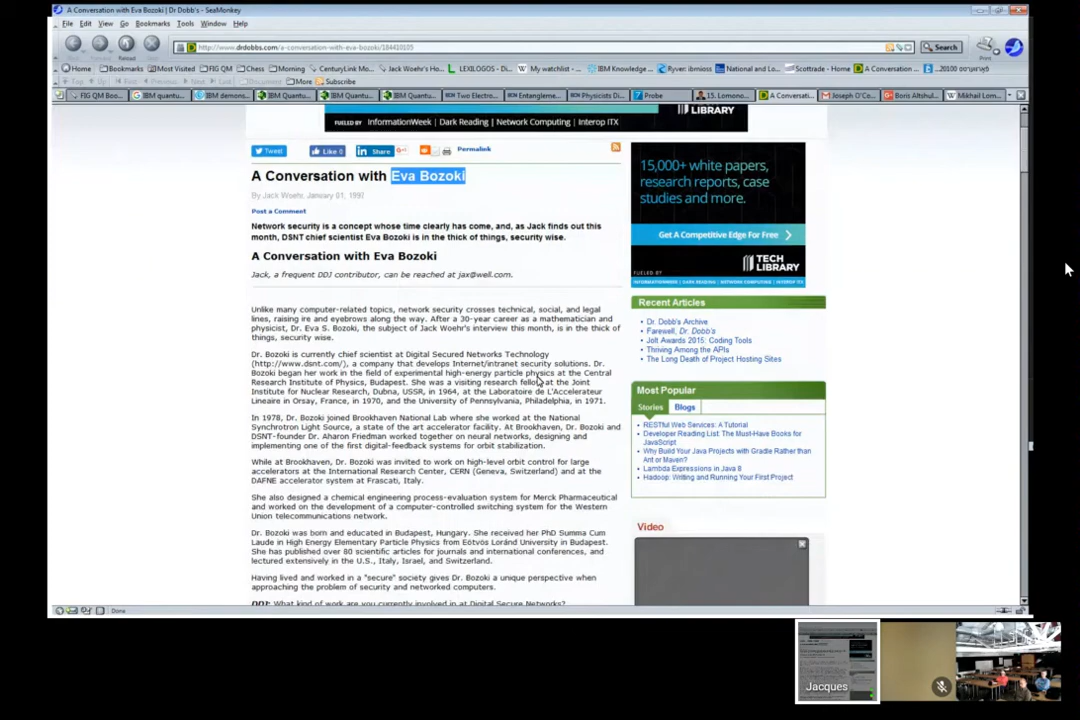 A Conversation with Eva Bozoki | Dr Dobb's - SeaMonkey
File Edit View Go Bookmarks Tools Window Help
Reload
http://www.drdobbs.com/a-conversation-with-eva-bozoki/184410105
Search
Print
Home Bookmarks Most Visited FIG QM Chess Morning CenturyLink Mo... Jack Woehr's Ho... LEXILOGOS - Di... My watchlist -... IBM Knowledge... Ryver: ibmioss National and Lo... Scottrade - Home A Conversation...
More Subscribe
FIG QM Boo... IBM quantu... IBM demons... IBM Quantu... IBM Quantu... IBM Quantu... Two Electro... Entangleme... Physicists Di... Probe 15. Lomono... A Conversati... Joseph O'Co... Boris Altshul... Mikhail Lom...
FUELED BY InformationWeek | Dark Reading | Network Computing | Interop ITX
LIBRARY
Tweet Like 0 Share G+ Permalink
A Conversation with Eva Bozoki
By Jack Woehr, January 01, 1997
Post a Comment
Network security is a concept whose time clearly has come, and, as Jack finds out this
month, DSNT chief scientist Eva Bozoki is in the thick of things, security wise.
A Conversation with Eva Bozoki
Jack, a frequent DDJ contributor, can be reached at jax@well.com.
Unlike many computer-related topics, network security crosses technical, social, and legal
lines, raising ire and eyebrows along the way. After a 30-year career as a mathematician and
physicist, Dr. Eva S. Bozoki, the subject of Jack Woehr's interview this month, is in the thick of
things, security wise.
Dr. Bozoki is currently chief scientist at Digital Secured Networks Technology
(http://www.dsnt.com/), a company that develops Internet/intranet security solutions. Dr.
Bozoki began her work in the field of experimental high-energy particle physics at the Central
Research Institute of Physics, Budapest. She was a visiting research fellow at the Joint
Institute for Nuclear Research, Dubna, USSR, in 1964, at the Laboratoire de L'Accelerateur
Lineaire in Orsay, France, in 1970, and the University of Pennsylvania, Philadelphia, in 1971.
In 1978, Dr. Bozoki joined Brookhaven National Lab where she worked at the National
Synchrotron Light Source, a state of the art accelerator facility. At Brookhaven, Dr. Bozoki and
DSNT-founder Dr. Aharon Friedman worked together on neural networks, designing and
implementing one of the first digital-feedback systems for orbit stabilization.
While at Brookhaven, Dr. Bozoki was invited to work on high-level orbit control for large
accelerators at the International Research Center, CERN (Geneva, Switzerland) and at the
DAFNE accelerator system at Frascati, Italy.
She also designed a chemical engineering process-evaluation system for Merck Pharmaceutical
and worked on the development of a computer-controlled switching system for the Western
Union telecommunications network.
Dr. Bozoki was born and educated in Budapest, Hungary. She received her PhD Summa Cum
Laude in High Energy Elementary Particle Physics from Eötvös Loránd University in Budapest.
She has published over 80 scientific articles for journals and international conferences, and
lectured extensively in the U.S., Italy, Israel, and Switzerland.
Having lived and worked in a "secure" society gives Dr. Bozoki a unique perspective when
approaching the problem of security and networked computers.
DDJ: What kind of work are you currently involved in at Digital Secure Networks?
15,000+ white papers,
research reports, case
studies and more.
Get A Competitive Edge For Free
TECH
LIBRARY
FUELED BY
Recent Articles
Dr. Dobb's Archive
Farewell, Dr. Dobb's
Jolt Awards 2015: Coding Tools
Thriving Among the APIs
The Long Death of Project Hosting Sites
Most Popular
Stories Blogs
RESTful Web Services: A Tutorial
Developer Reading List: The Must-Have Books for
JavaScript
Why Build Your Java Projects with Gradle Rather than
Ant or Maven?
Lambda Expressions in Java 8
Hadoop: Writing and Running Your First Project
Video
Done
Jacques